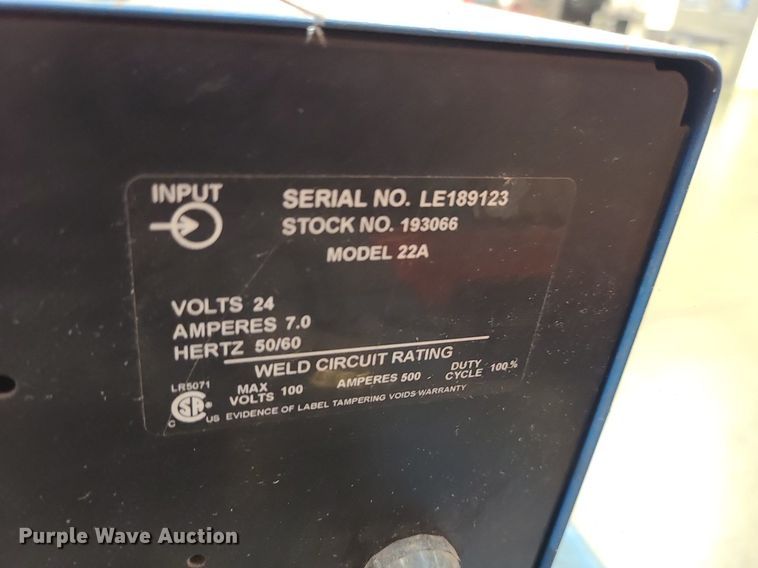 INPUT
SERIAL NO. LE189123
STOCK NO. 193066
MODEL 22A
VOLTS 24
AMPERES 7.0
HERTZ 50/60
WELD CIRCUIT RATING
LR5071
MAX VOLTS 100 AMPERES 500 DUTY CYCLE 100%
C SA US EVIDENCE OF LABEL TAMPERING VOIDS WARRANTY
Purple Wave Auction